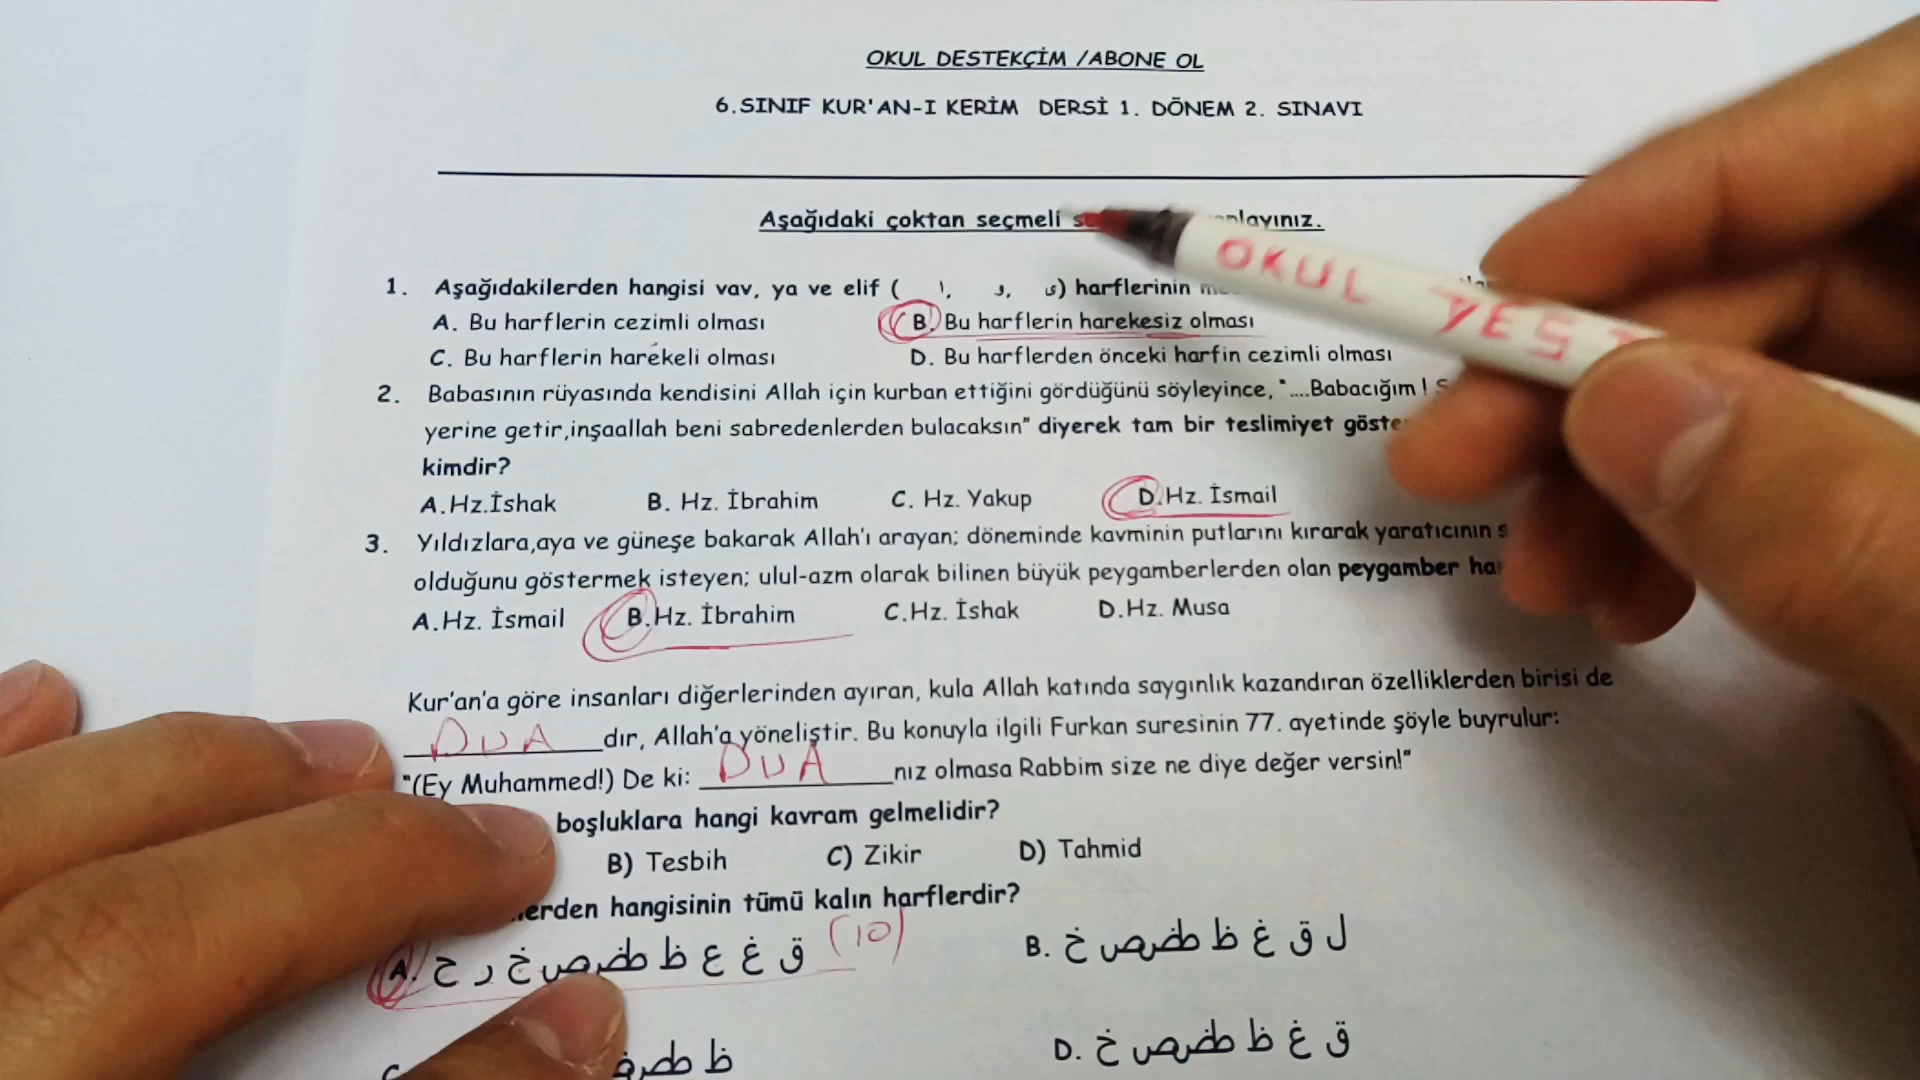 OKUL DESTEKÇİM /ABONE OL
6.SINIF KUR'AN-I KERİM DERSİ 1. DÖNEM 2. SINAVI
Aşağıdaki çoktan seçmeli
1. Aşağıdakilerden hangisi vav, ya ve elif ( ا, و, ى) harflerinin
A. Bu harflerin cezimli olması B. Bu harflerin harekesiz olması
C. Bu harflerin harekeli olması D. Bu harflerden önceki harfin cezimli olması
2. Babasının rüyasında kendisini Allah için kurban ettiğini gördüğünü söyleyince, "....Babacığım !
yerine getir,inşaallah beni sabredenlerden bulacaksın" diyerek tam bir teslimiyet
kimdir?
A.Hz.İshak B. Hz. İbrahim C. Hz. Yakup D.Hz. İsmail
3. Yıldızlara,aya ve güneşe bakarak Allah'ı arayan; döneminde kavminin putlarını kırarak yaratıcının
olduğunu göstermek isteyen; ulul-azm olarak bilinen büyük peygamberlerden olan peygamber
A.Hz. İsmail B.Hz. İbrahim C.Hz. İshak D.Hz. Musa
Kur'an'a göre insanları diğerlerinden ayıran, kula Allah katında saygınlık kazandıran özelliklerden birisi de
DUA dır, Allah'a yöneliştir. Bu konuyla ilgili Furkan suresinin 77. ayetinde şöyle buyrulur:
"(Ey Muhammed!) De ki: DUA nız olmasa Rabbim size ne diye değer versin!"
boşluklara hangi kavram gelmelidir?
B) Tesbih C) Zikir D) Tahmid
hangisinin tümü kalın harflerdir?
A. ح ر خ ص ض ط ظ ع غ ق (10) B. خ ص ض ط ظ غ ق ل
D. خ ص ض ط ظ غ ق
OKUL